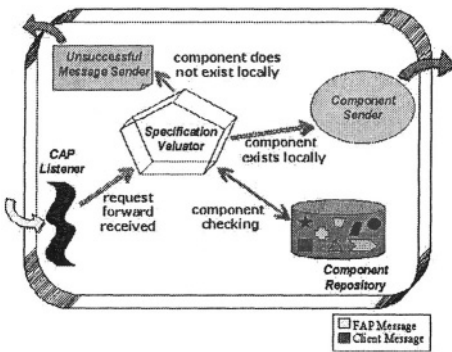 Unsuccessful
Message Sender
component does
not exist locally
Specification
Valuator
Component
Sender
component
exists locally
CAP
Listener
request
forward
received
component
checking
Component
Repository
FAP Message
Client Message